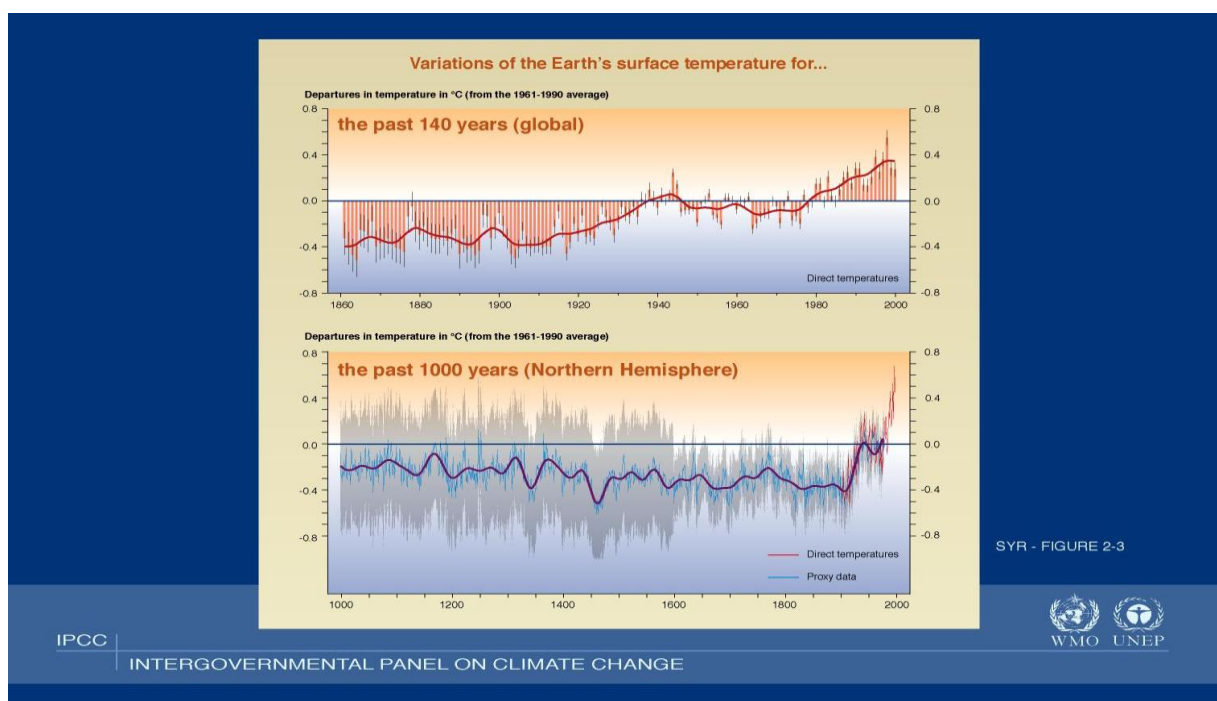 Variations of the Earth's surface temperature for...
Departures in temperature in °C (from the 1961-1990 average)
the past 140 years (global)
0.8
0.4
0.0
-0.4
-0.8
0.8
0.4
0.0
-0.4
-0.8
Direct temperatures
1860 1880 1900 1920 1940 1960 1980 2000
Departures in temperature in °C (from the 1961-1990 average)
the past 1000 years (Northern Hemisphere)
0.8
0.4
0.0
-0.4
-0.8
0.8
0.4
0.0
-0.4
-0.8
Direct temperatures
Proxy data
1000 1200 1400 1600 1800 2000
SYR - FIGURE 2-3
IPCC
INTERGOVERNMENTAL PANEL ON CLIMATE CHANGE
WMO UNEP